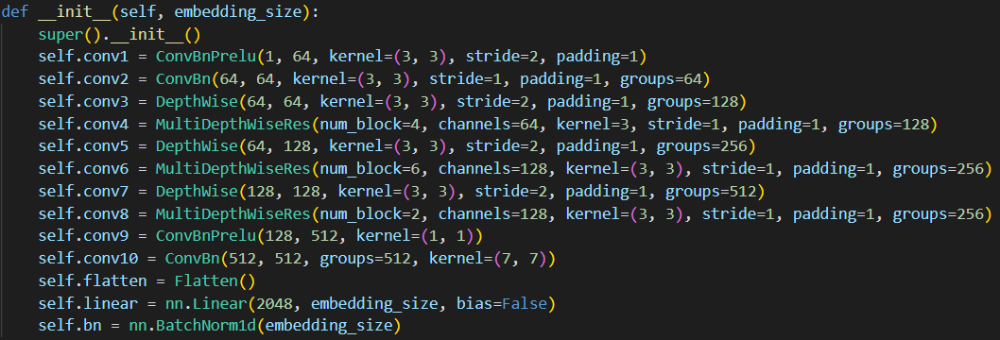 def __init__(self, embedding_size):
    super().__init__()
    self.conv1 = ConvBnPrelu(1, 64, kernel=(3, 3), stride=2, padding=1)
    self.conv2 = ConvBn(64, 64, kernel=(3, 3), stride=1, padding=1, groups=64)
    self.conv3 = DepthWise(64, 64, kernel=(3, 3), stride=2, padding=1, groups=128)
    self.conv4 = MultiDepthWiseRes(num_block=4, channels=64, kernel=3, stride=1, padding=1, groups=128)
    self.conv5 = DepthWise(64, 128, kernel=(3, 3), stride=2, padding=1, groups=256)
    self.conv6 = MultiDepthWiseRes(num_block=6, channels=128, kernel=(3, 3), stride=1, padding=1, groups=256)
    self.conv7 = DepthWise(128, 128, kernel=(3, 3), stride=2, padding=1, groups=512)
    self.conv8 = MultiDepthWiseRes(num_block=2, channels=128, kernel=(3, 3), stride=1, padding=1, groups=256)
    self.conv9 = ConvBnPrelu(128, 512, kernel=(1, 1))
    self.conv10 = ConvBn(512, 512, groups=512, kernel=(7, 7))
    self.flatten = Flatten()
    self.linear = nn.Linear(2048, embedding_size, bias=False)
    self.bn = nn.BatchNorm1d(embedding_size)